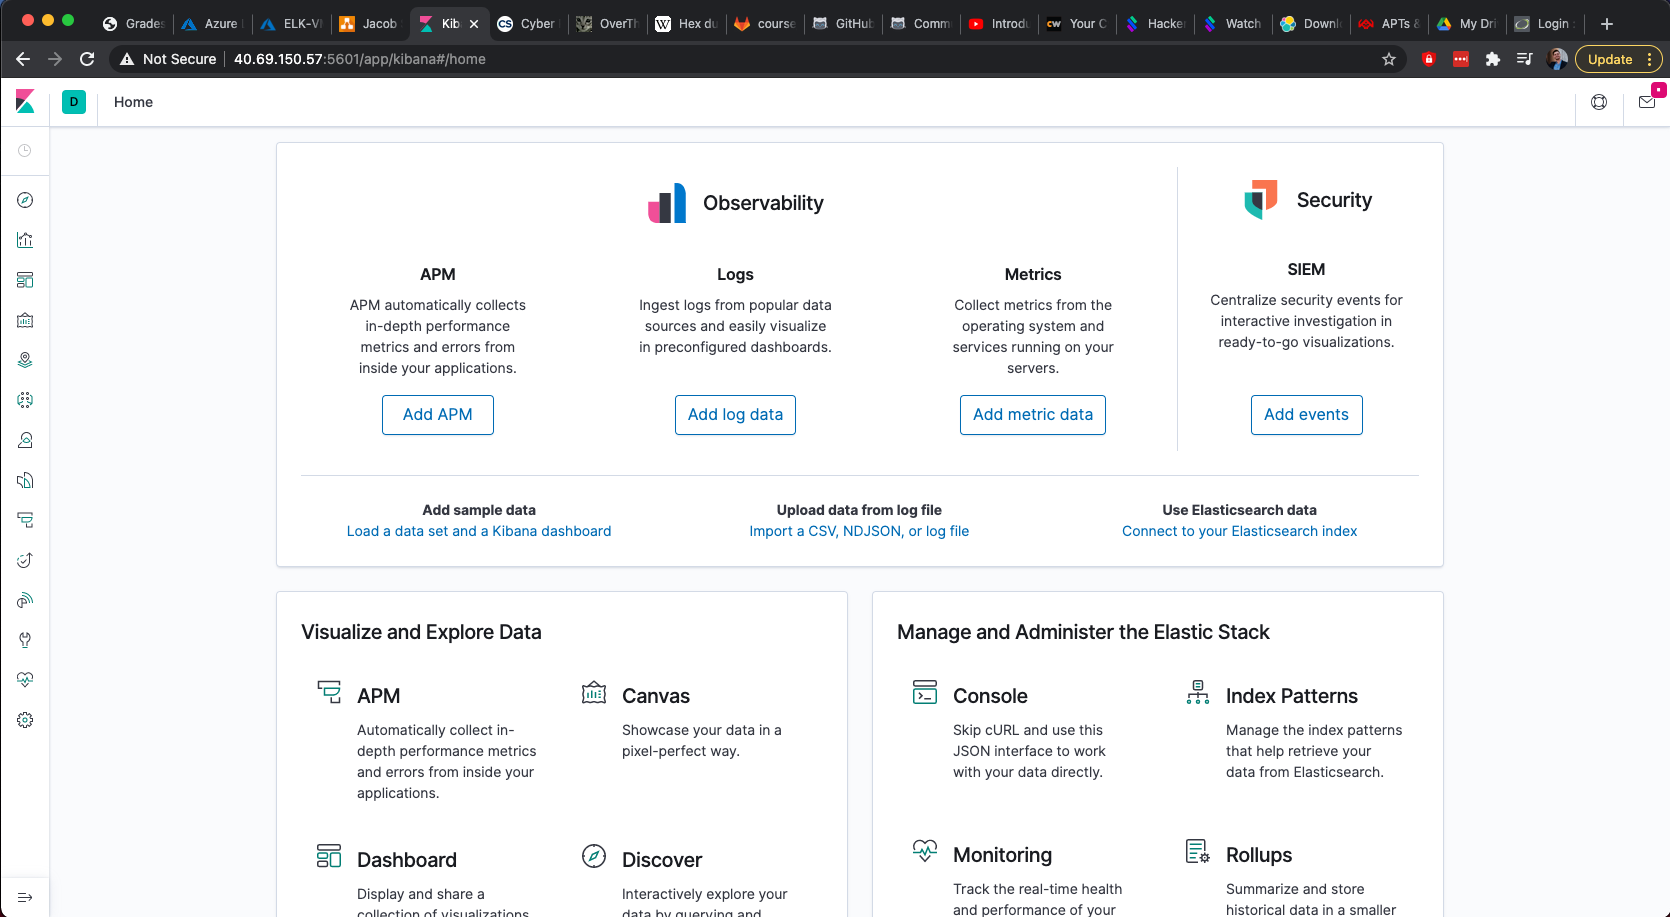 Grades
Azure
ELK-VM
Jacob
Kib
Cyber
OverTh
Hex du
course
GitHub
Comm
Introdu
Your C
Hacker
Watch
Downl
APTs &
My Dri
Login
Not Secure
40.69.150.57:5601/app/kibana#/home
Update
D
Home
Observability
Security
APM
Logs
Metrics
SIEM
APM automatically collects
in-depth performance
metrics and errors from
inside your applications.
Ingest logs from popular data
sources and easily visualize
in preconfigured dashboards.
Collect metrics from the
operating system and
services running on your
servers.
Centralize security events for
interactive investigation in
ready-to-go visualizations.
Add APM
Add log data
Add metric data
Add events
Add sample data
Load a data set and a Kibana dashboard
Upload data from log file
Import a CSV, NDJSON, or log file
Use Elasticsearch data
Connect to your Elasticsearch index
Visualize and Explore Data
APM
Automatically collect in-
depth performance metrics
and errors from inside your
applications.
Canvas
Showcase your data in a
pixel-perfect way.
Dashboard
Display and share a
collection of visualizations
Discover
Interactively explore your
data by querying and
Manage and Administer the Elastic Stack
Console
Skip cURL and use this
JSON interface to work
with your data directly.
Index Patterns
Manage the index patterns
that help retrieve your
data from Elasticsearch.
Monitoring
Track the real-time health
and performance of your
Rollups
Summarize and store
historical data in a smaller